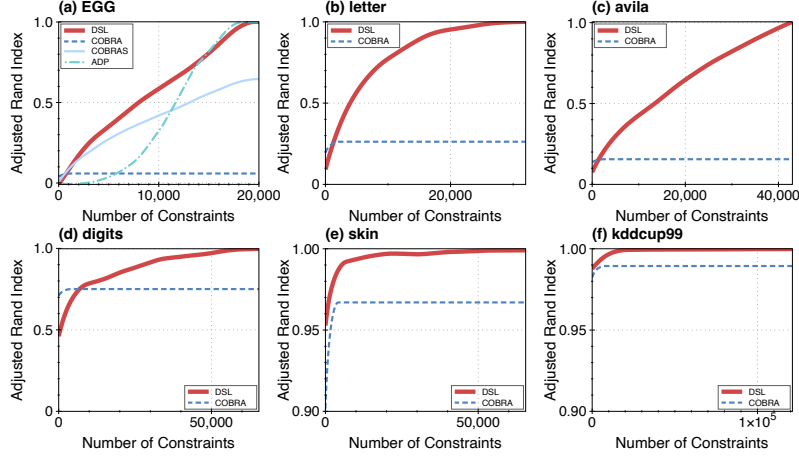 (a) EGG
Adjusted Rand Index
1.0
0.5
0
DSL
COBRA
COBRAS
ADP
0 10,000 20,000
Number of Constraints
(b) letter
Adjusted Rand Index
1.0
0.5
0
DSL
COBRA
0 20,000
Number of Constraints
(c) avila
Adjusted Rand Index
1.0
0.5
0
DSL
COBRA
0 20,000 40,000
Number of Constraints
(d) digits
Adjusted Rand Index
1.0
0.5
0
DSL
COBRA
0 50,000
Number of Constraints
(e) skin
Adjusted Rand Index
1.00
0.95
0.90
DSL
COBRA
0 50,000
Number of Constraints
(f) kddcup99
Adjusted Rand Index
1.00
0.95
0.90
DSL
COBRA
0 1×10⁵
Number of Constraints